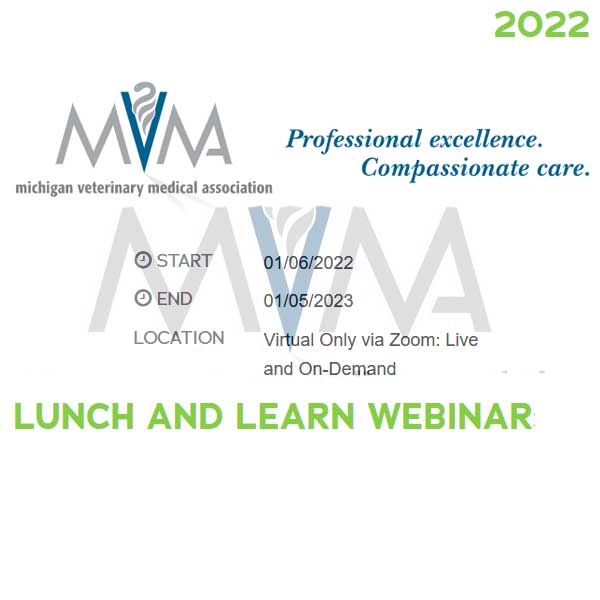 2022
MVMA
Professional excellence.
Compassionate care.
michigan veterinary medical association
MVMA
START 01/06/2022
END 01/05/2023
LOCATION Virtual Only via Zoom: Live
and On-Demand
LUNCH AND LEARN WEBINAR